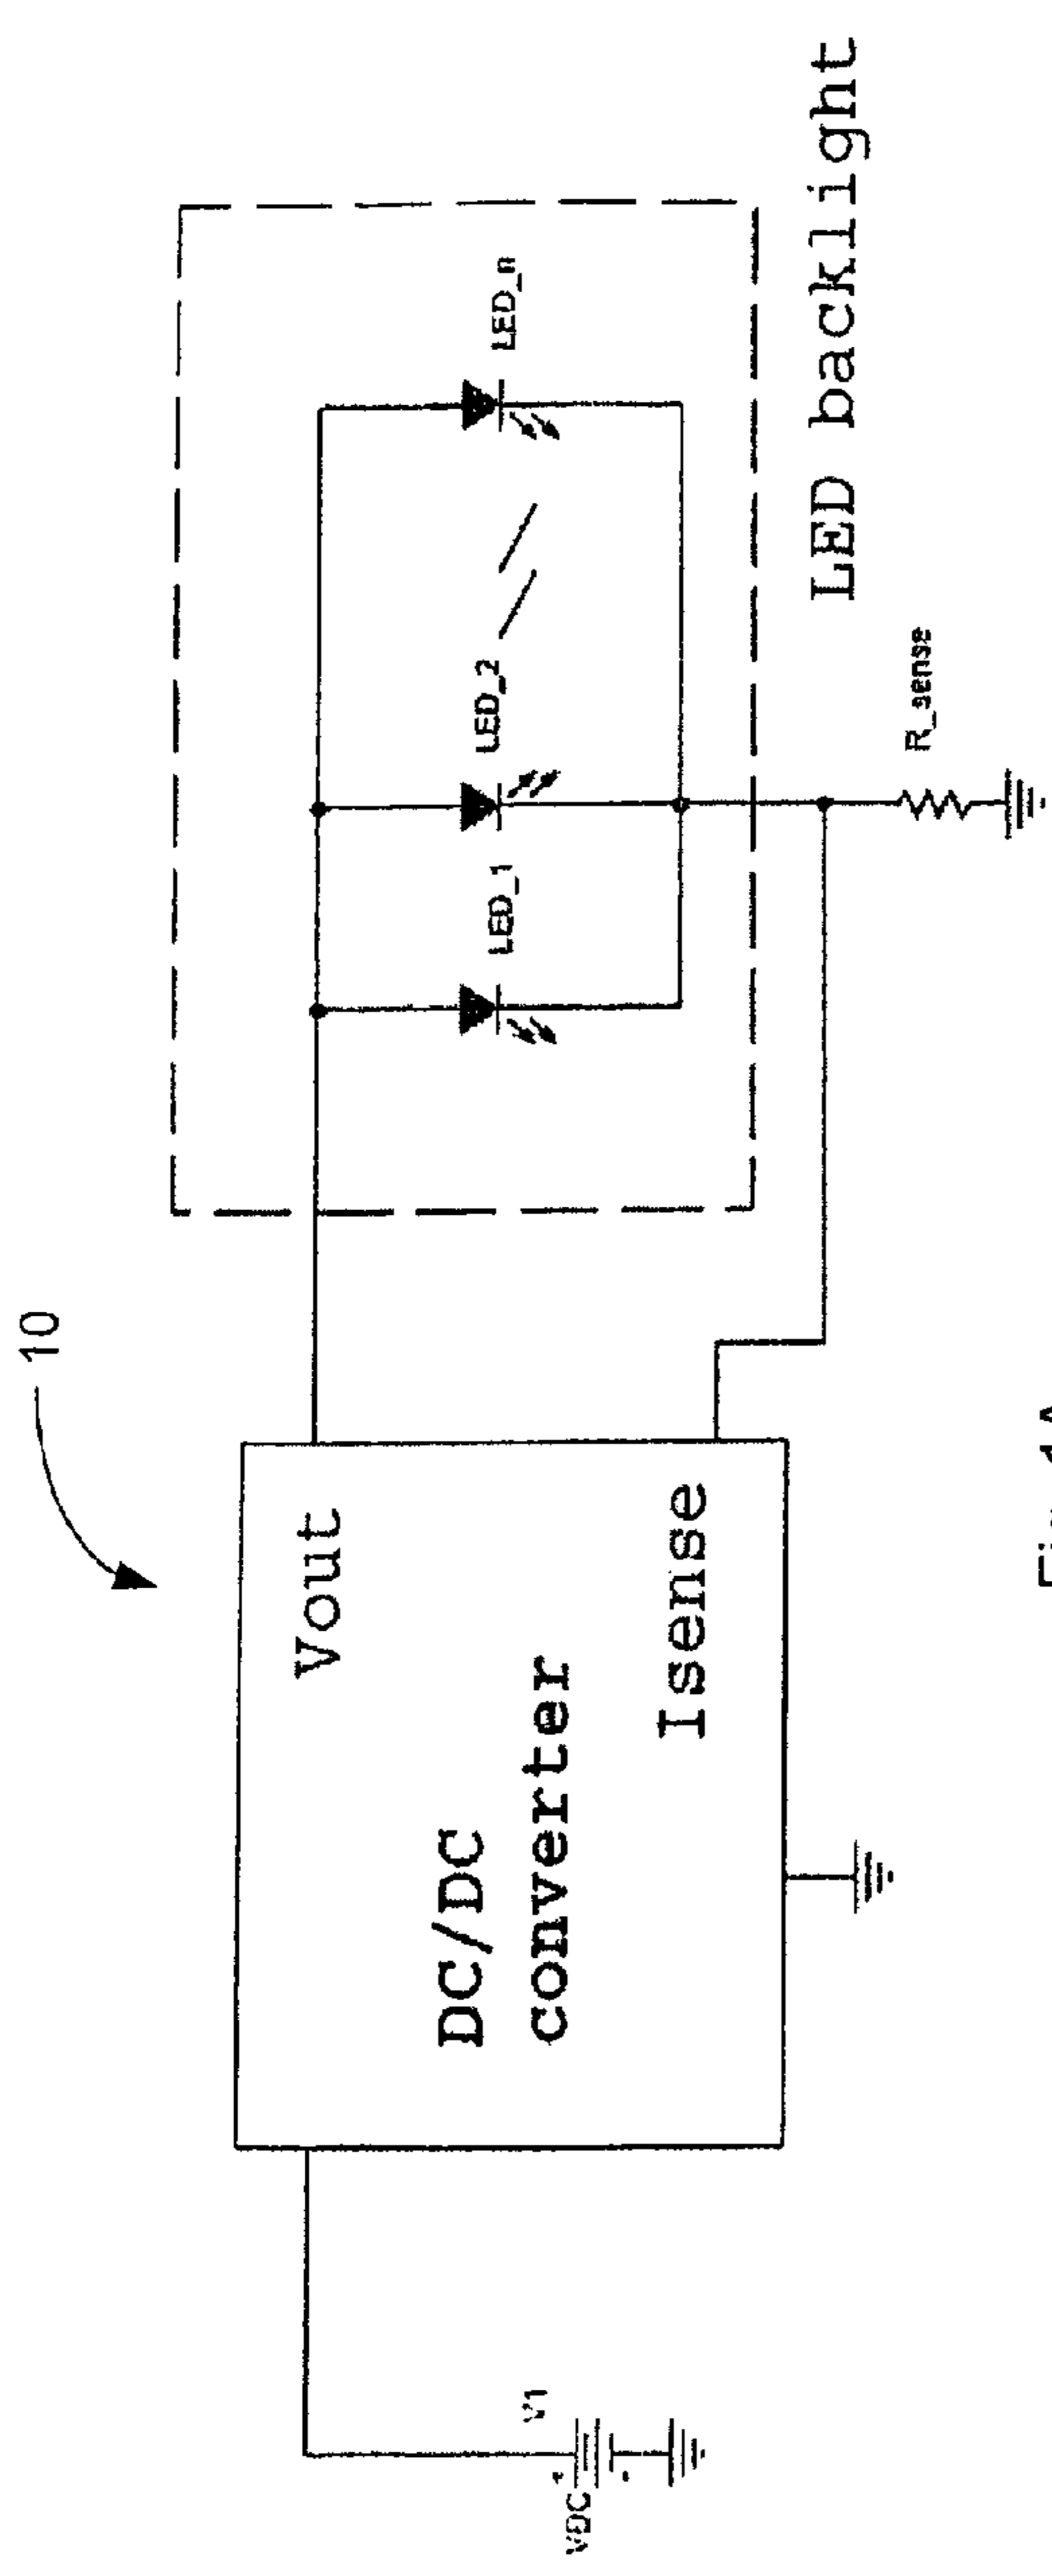 10
VDC
+
-
V1
DC/DC
converter
Vout
Isense
LED_1
LED_2
LED_n
R_sense
LED backlight